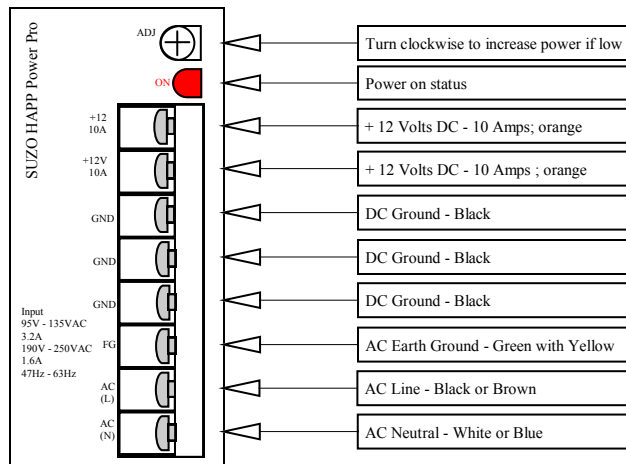 SUZO HAPP Power Pro
ADJ
Turn clockwise to increase power if low
ON
Power on status
+12
10A
+ 12 Volts DC - 10 Amps; orange
+12V
10A
+ 12 Volts DC - 10 Amps ; orange
GND
DC Ground - Black
GND
DC Ground - Black
GND
DC Ground - Black
Input
95V - 135VAC
3.2A
190V - 250VAC
1.6A
47Hz - 63Hz
FG
AC Earth Ground - Green with Yellow
AC
(L)
AC Line - Black or Brown
AC
(N)
AC Neutral - White or Blue